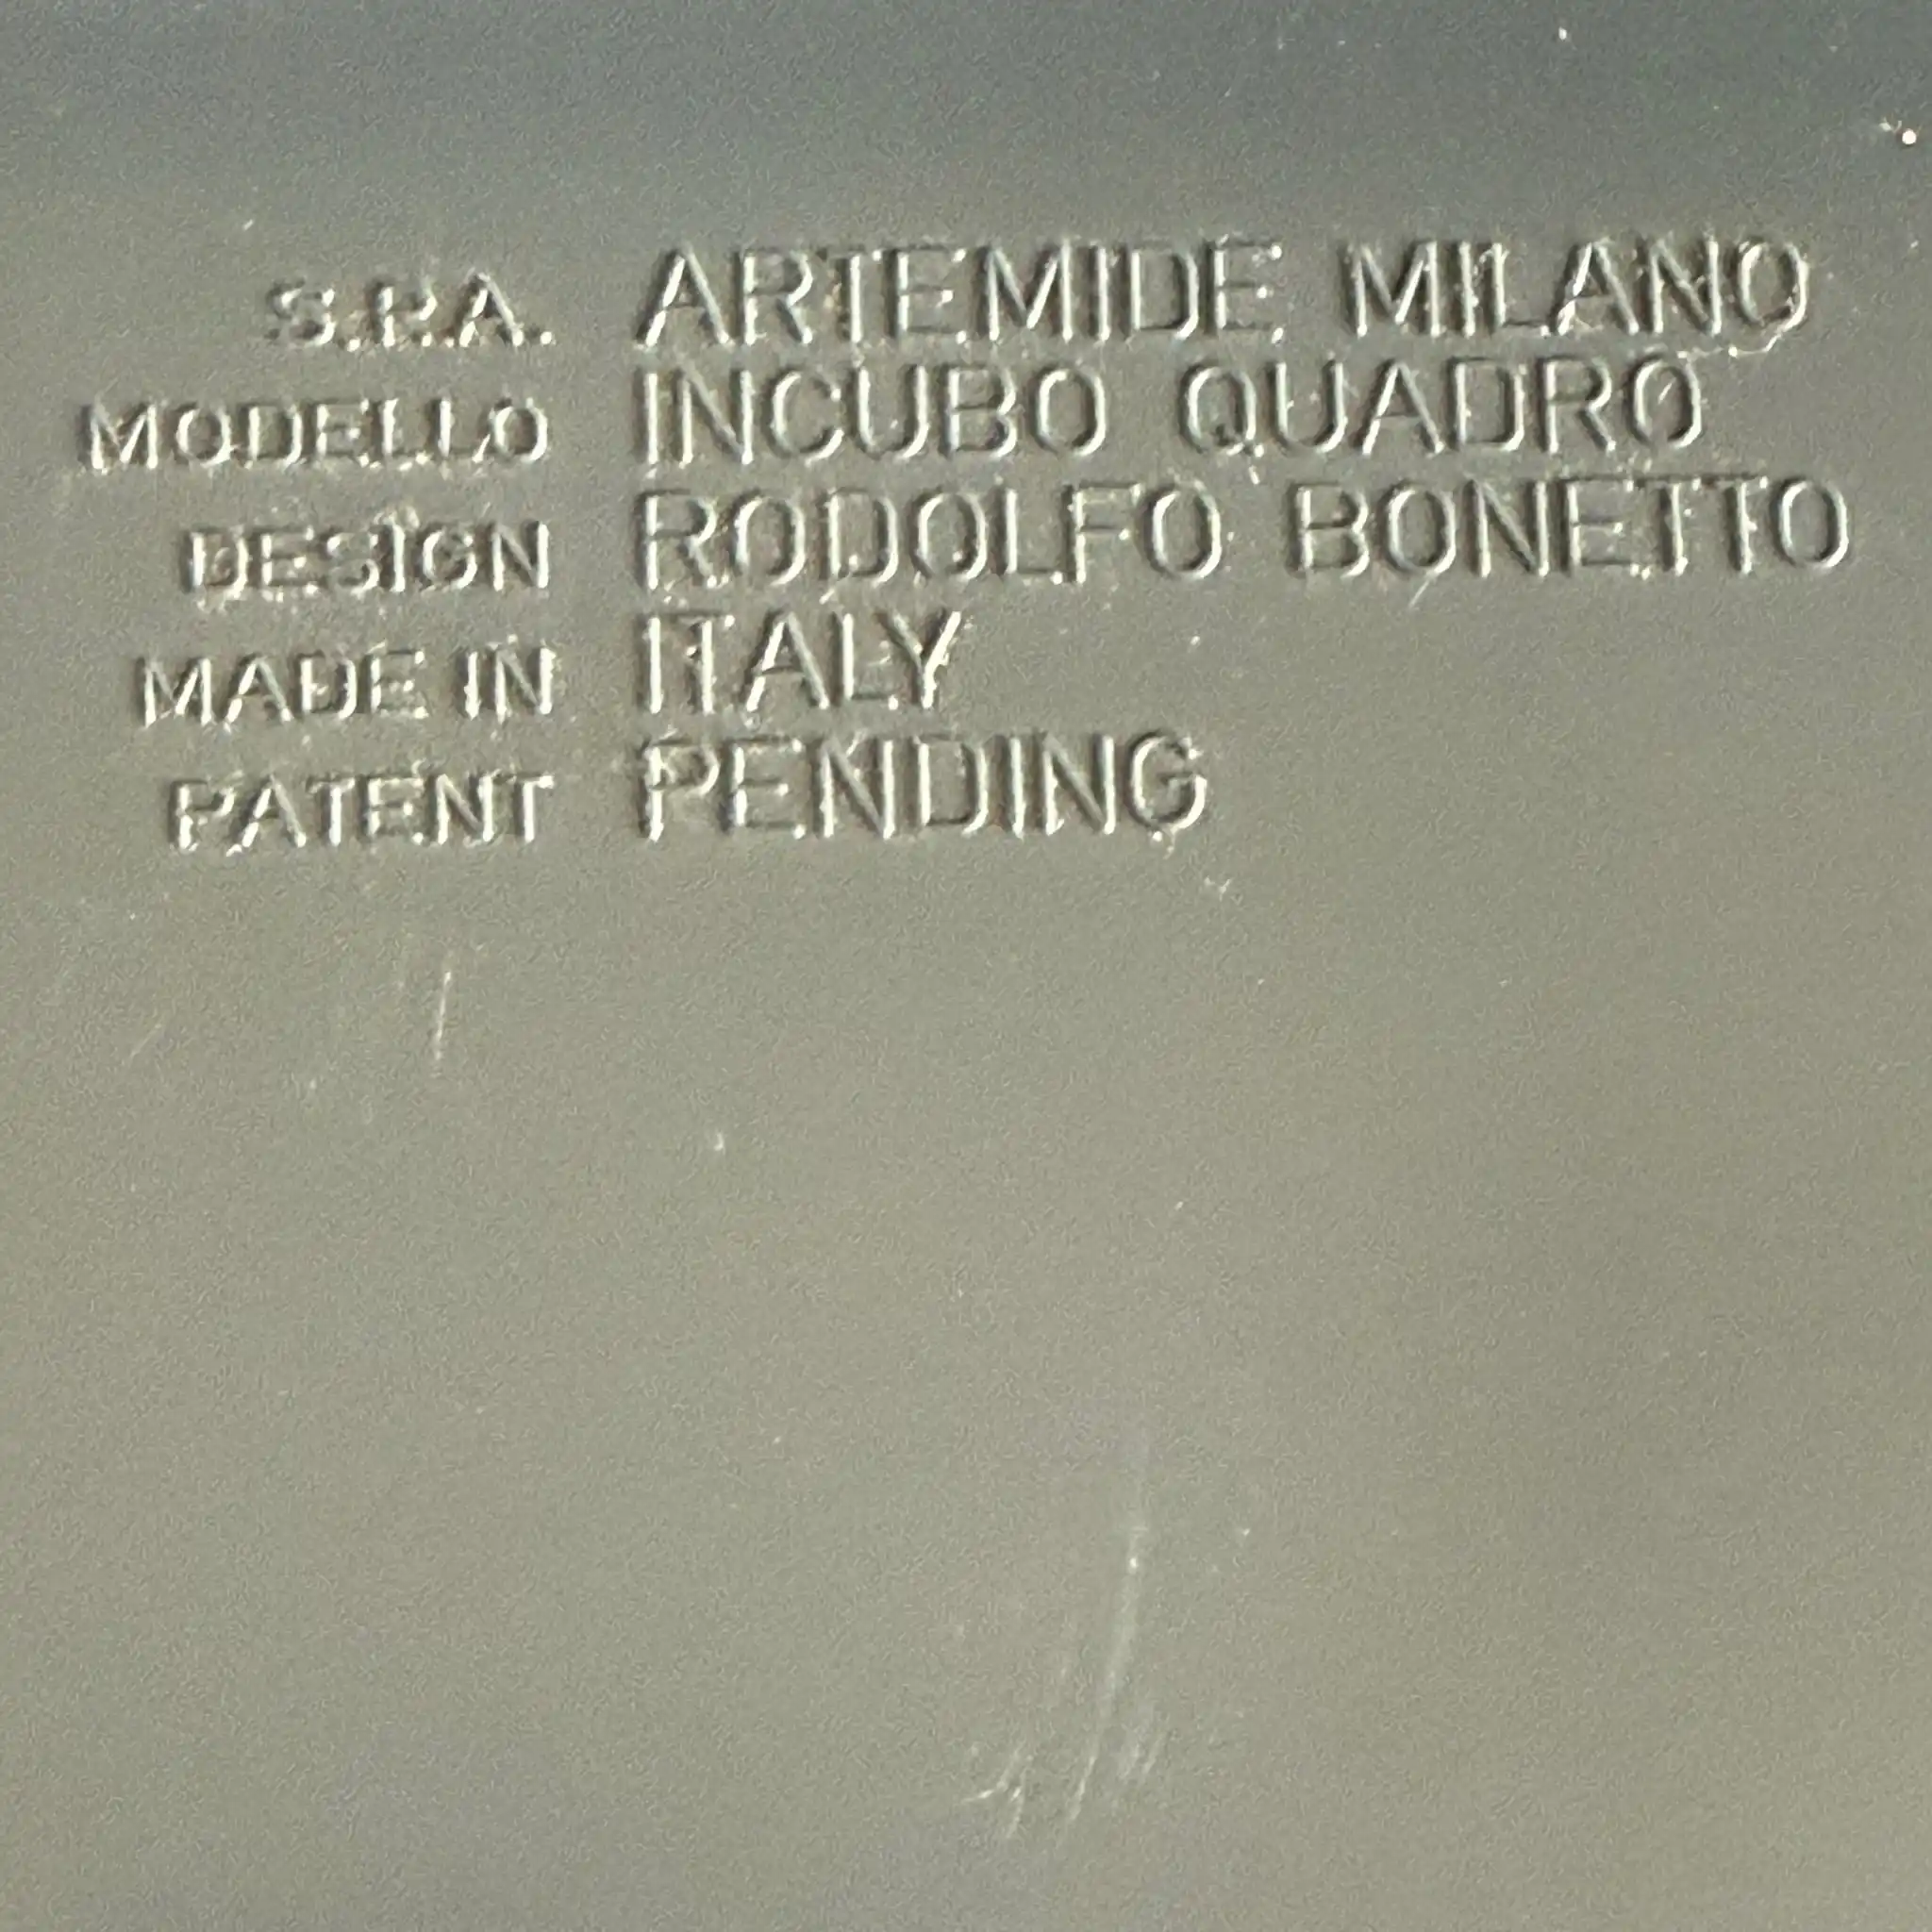 S.P.A. ARTEMIDE MILANO
MODELLO INCUBO QUADRO
DESIGN RODOLFO BONETTO
MADE IN ITALY
PATENT PENDING